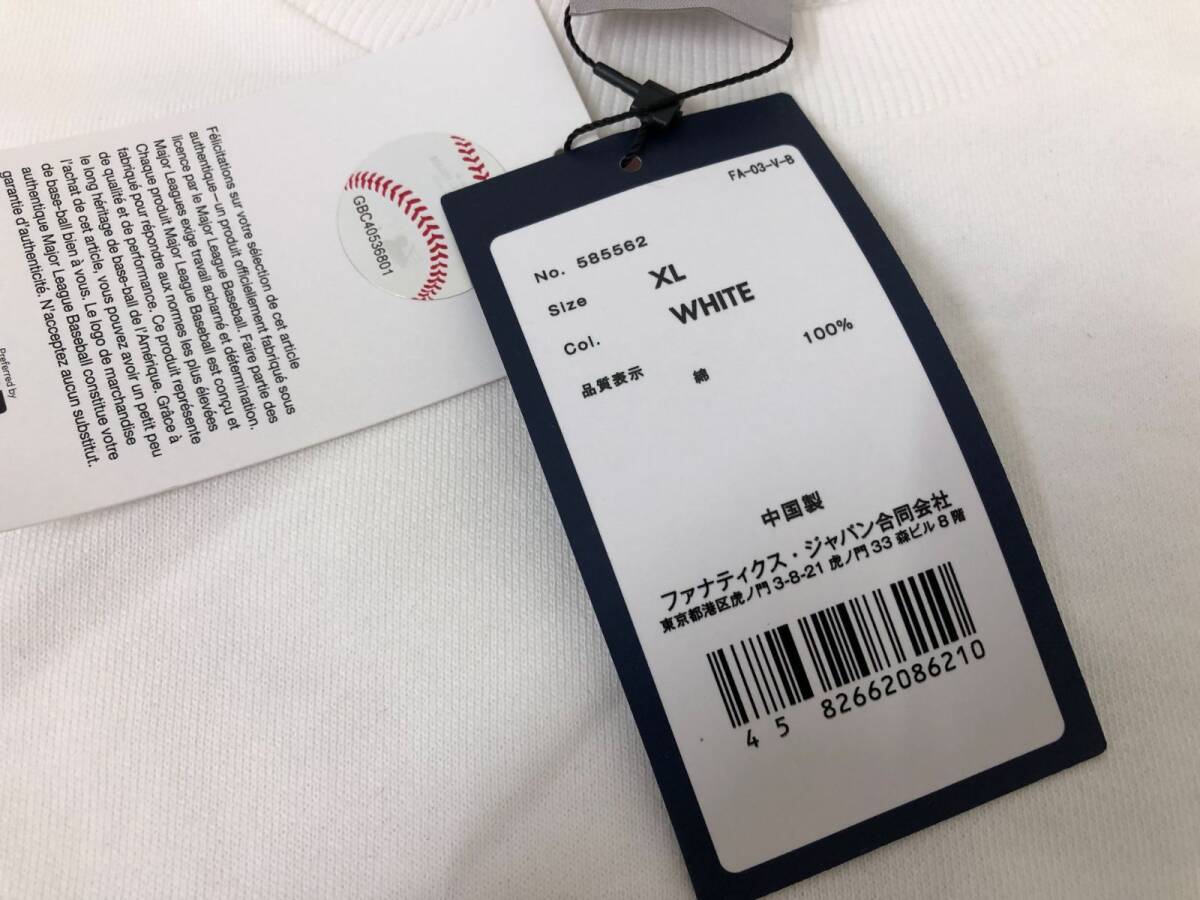 Félicitations sur votre sélection de cet article
authentique—un produit officiellement fabriqué sous
licence par le Major League Baseball. Faire partie des
Major Leagues exige travail acharné et détermination.
Chaque produit Major League Baseball est conçu et
fabriqué pour répondre aux normes les plus élevées
de qualité et de performance. Ce produit représente
le long héritage de base-ball de l'Amérique. Grâce à
l'achat de cet article, vous pouvez avoir un petit peu
de base-ball bien à vous. Le logo de marchandise
authentique Major League Baseball constitue votre
garantie d'authenticité. N'acceptez aucun substitut.
Preferred by
GBC40536801
FA-03-V-B
No. 585562
Size XL
Col. WHITE
品質表示 綿 100%
中国製
ファナティクス・ジャパン合同会社
東京都港区虎ノ門3-8-21 虎ノ門33森ビル8階
4582662086210